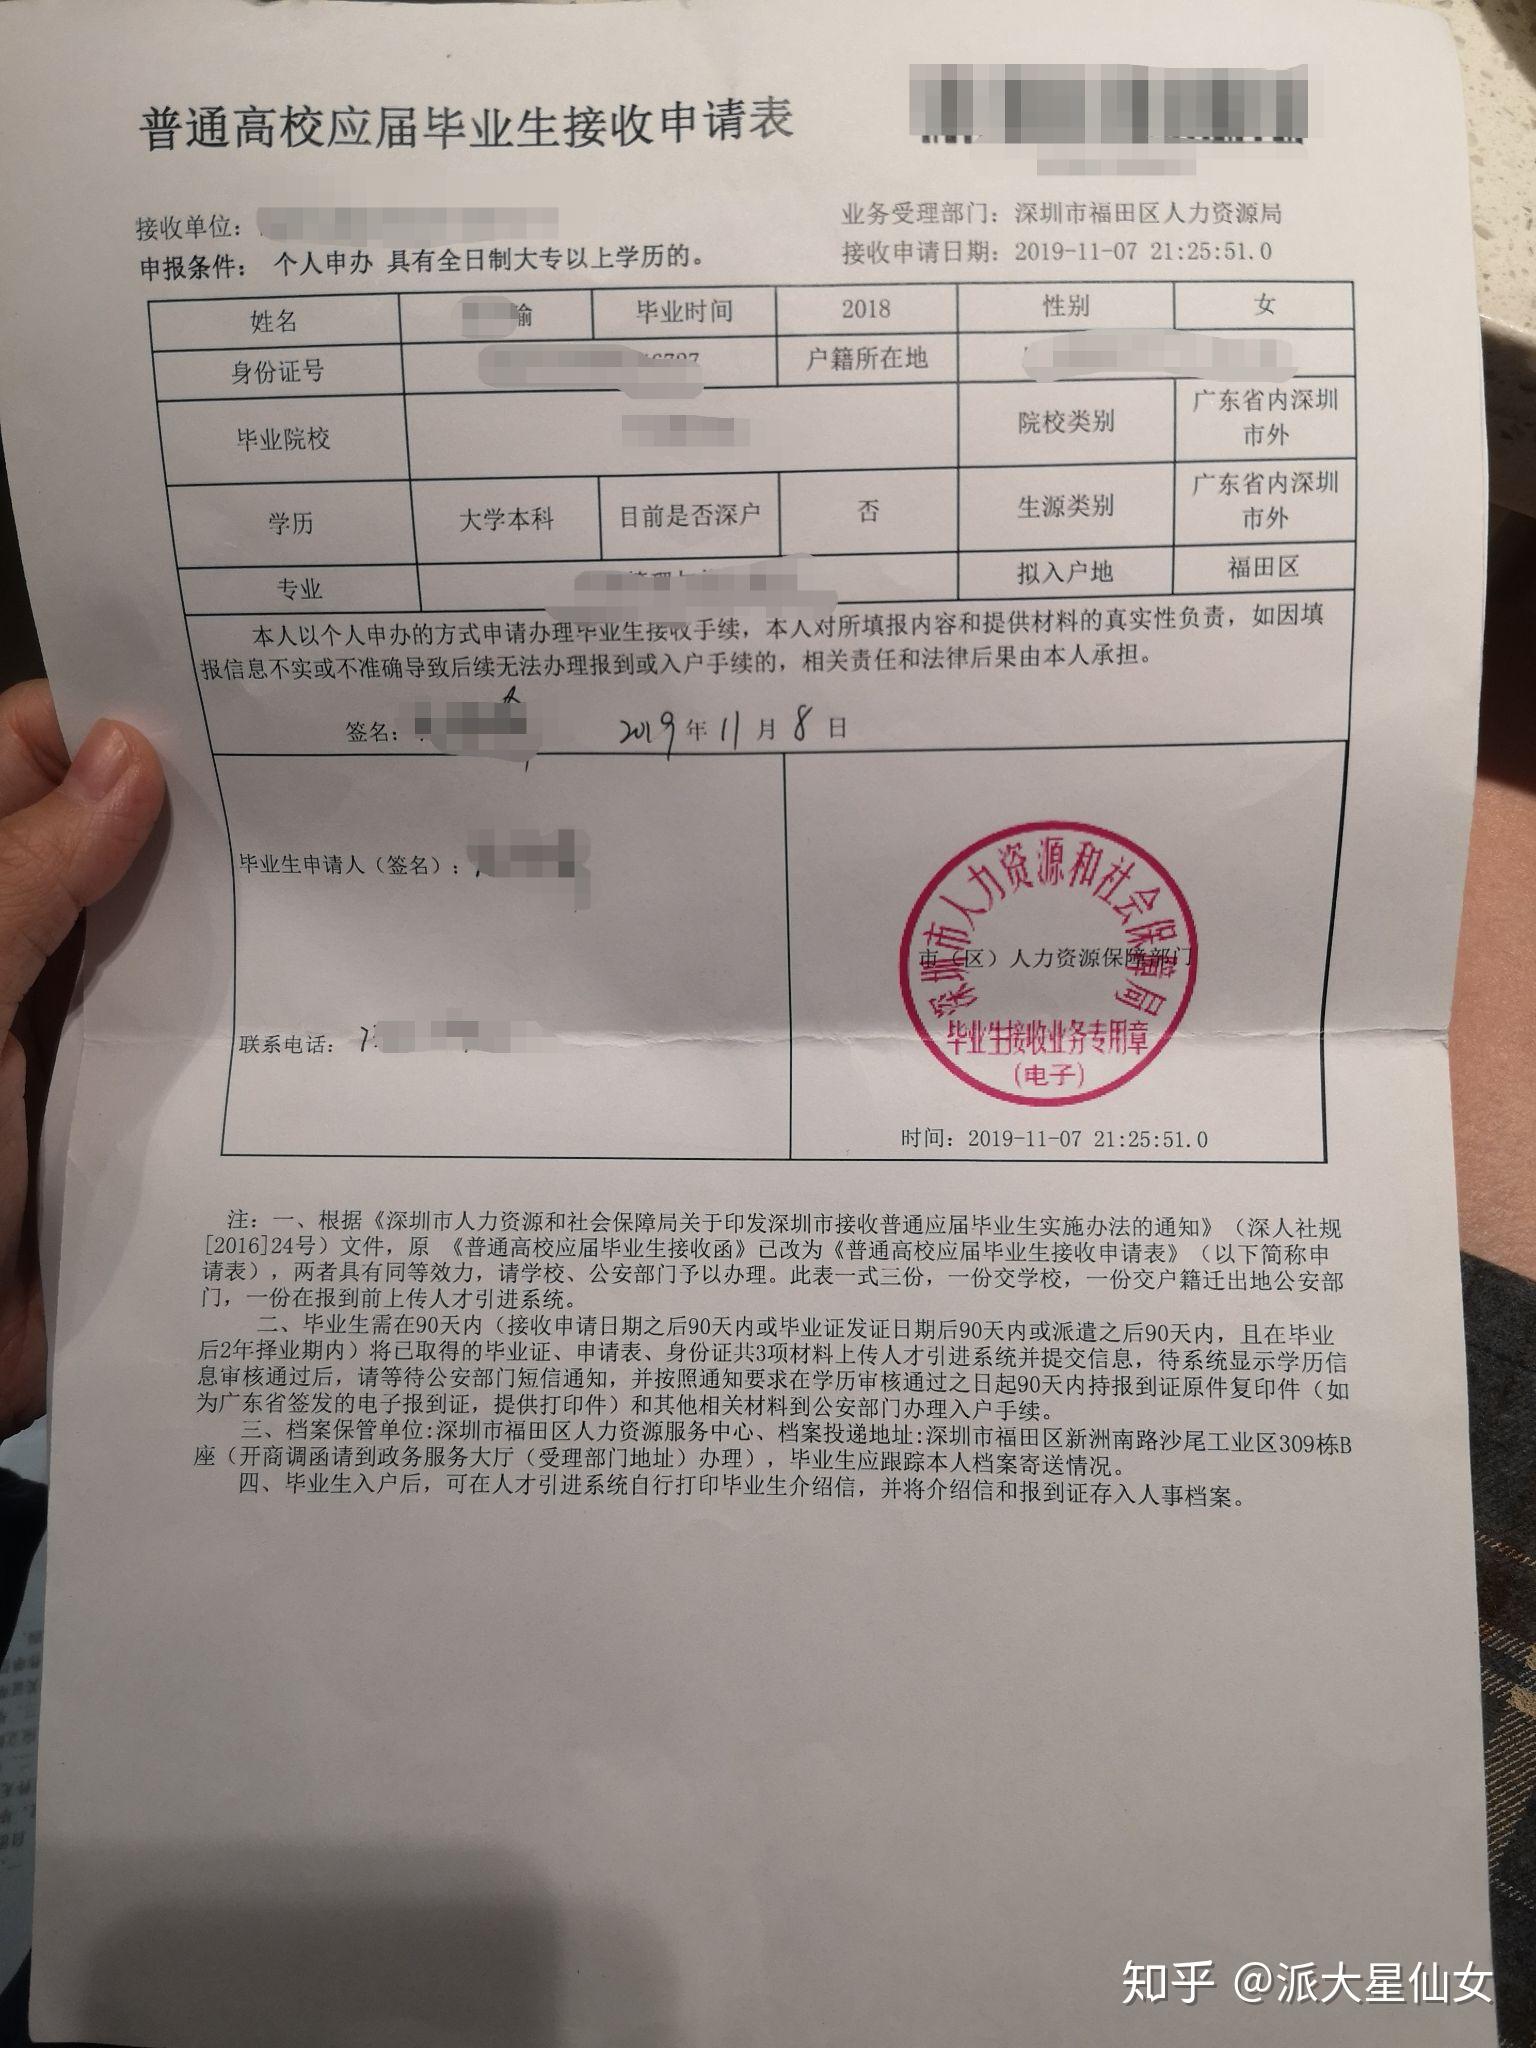 普通高校应届毕业生接收申请表
接收单位：
业务受理部门：深圳市福田区人力资源局
申报条件： 个人申办 具有全日制大专以上学历的。
接收申请日期：2019-11-07 21:25:51.0
姓名 瑜 毕业时间 2018 性别 女
身份证号 户籍所在地
毕业院校 院校类别 广东省内深圳
市外
学历 大学本科 目前是否深户 否 生源类别 广东省内深圳
市外
专业 拟入户地 福田区
本人以个人申办的方式申请办理毕业生接收手续，本人对所填报内容和提供材料的真实性负责，如因填
报信息不实或不准确导致后续无法办理报到或入户手续的，相关责任和法律后果由本人承担。
签名： 2019年11月8日
毕业生申请人（签名）：
深圳市人力资源和社会保障局
市（区）人力资源保障部门
毕业生接收业务专用章
(电子)
联系电话：
时间：2019-11-07 21:25:51.0
注：一、根据《深圳市人力资源和社会保障局关于印发深圳市接收普通应届毕业生实施办法的通知》（深人社规
[2016]24号）文件，原 《普通高校应届毕业生接收函》已改为《普通高校应届毕业生接收申请表》（以下简称申
请表），两者具有同等效力，请学校、公安部门予以办理。此表一式三份，一份交学校，一份交户籍迁出地公安部
门，一份在报到前上传人才引进系统。
二、毕业生需在90天内（接收申请日期之后90天内或毕业证发证日期后90天内或派遣之后90天内，且在毕业
后2年择业期内）将已取得的毕业证、申请表、身份证共3项材料上传人才引进系统并提交信息，待系统显示学历信
息审核通过后，请等待公安部门短信通知，并按照通知要求在学历审核通过之日起90天内持报到证原件复印件（如
为广东省签发的电子报到证，提供打印件）和其他相关材料到公安部门办理入户手续。
三、档案保管单位:深圳市福田区人力资源服务中心、档案投递地址:深圳市福田区新洲南路沙尾工业区309栋B
座（开商调函请到政务服务大厅（受理部门地址）办理），毕业生应跟踪本人档案寄送情况。
四、毕业生入户后，可在人才引进系统自行打印毕业生介绍信，并将介绍信和报到证存入人事档案。
知乎 @派大星仙女